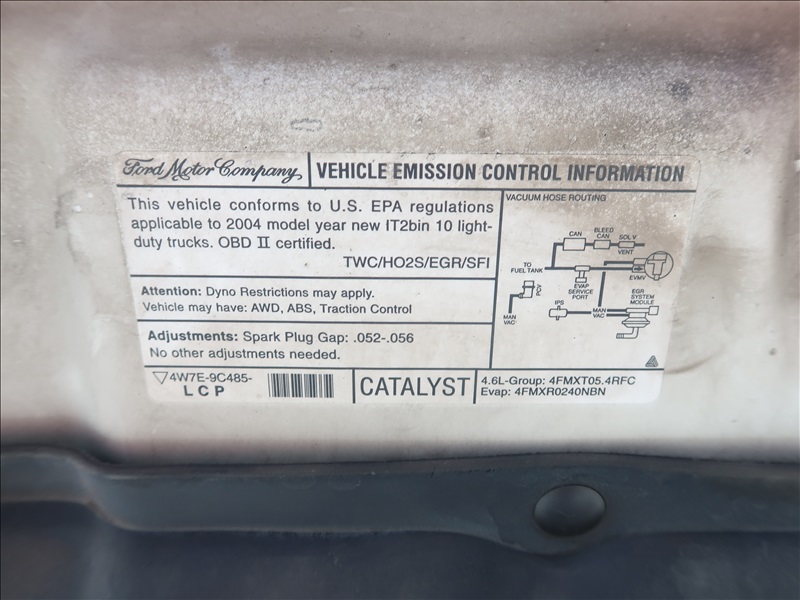 Ford Motor Company
VEHICLE EMISSION CONTROL INFORMATION
This vehicle conforms to U.S. EPA regulations
applicable to 2004 model year new IT2bin 10 light-
duty trucks. OBD II certified.
TWC/HO2S/EGR/SFI
Attention: Dyno Restrictions may apply.
Vehicle may have: AWD, ABS, Traction Control
Adjustments: Spark Plug Gap: .052-.056
No other adjustments needed.
VACUUM HOSE ROUTING
CAN
BLEED
CAN
SOL V
VENT
TO
FUEL TANK
EVMV
EVAP
SERVICE
PORT
PCV
MAN
VAC
IPS
MAN
VAC
EGR
SYSTEM
MODULE
4W7E-9C485-
LCP
CATALYST
4.6L-Group: 4FMXT05.4RFC
Evap: 4FMXR0240NBN